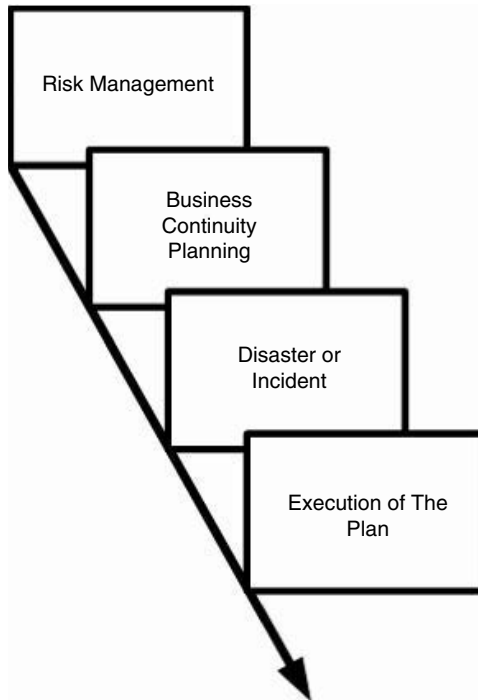 Risk Management
Business
Continuity
Planning
Disaster or
Incident
Execution of The
Plan